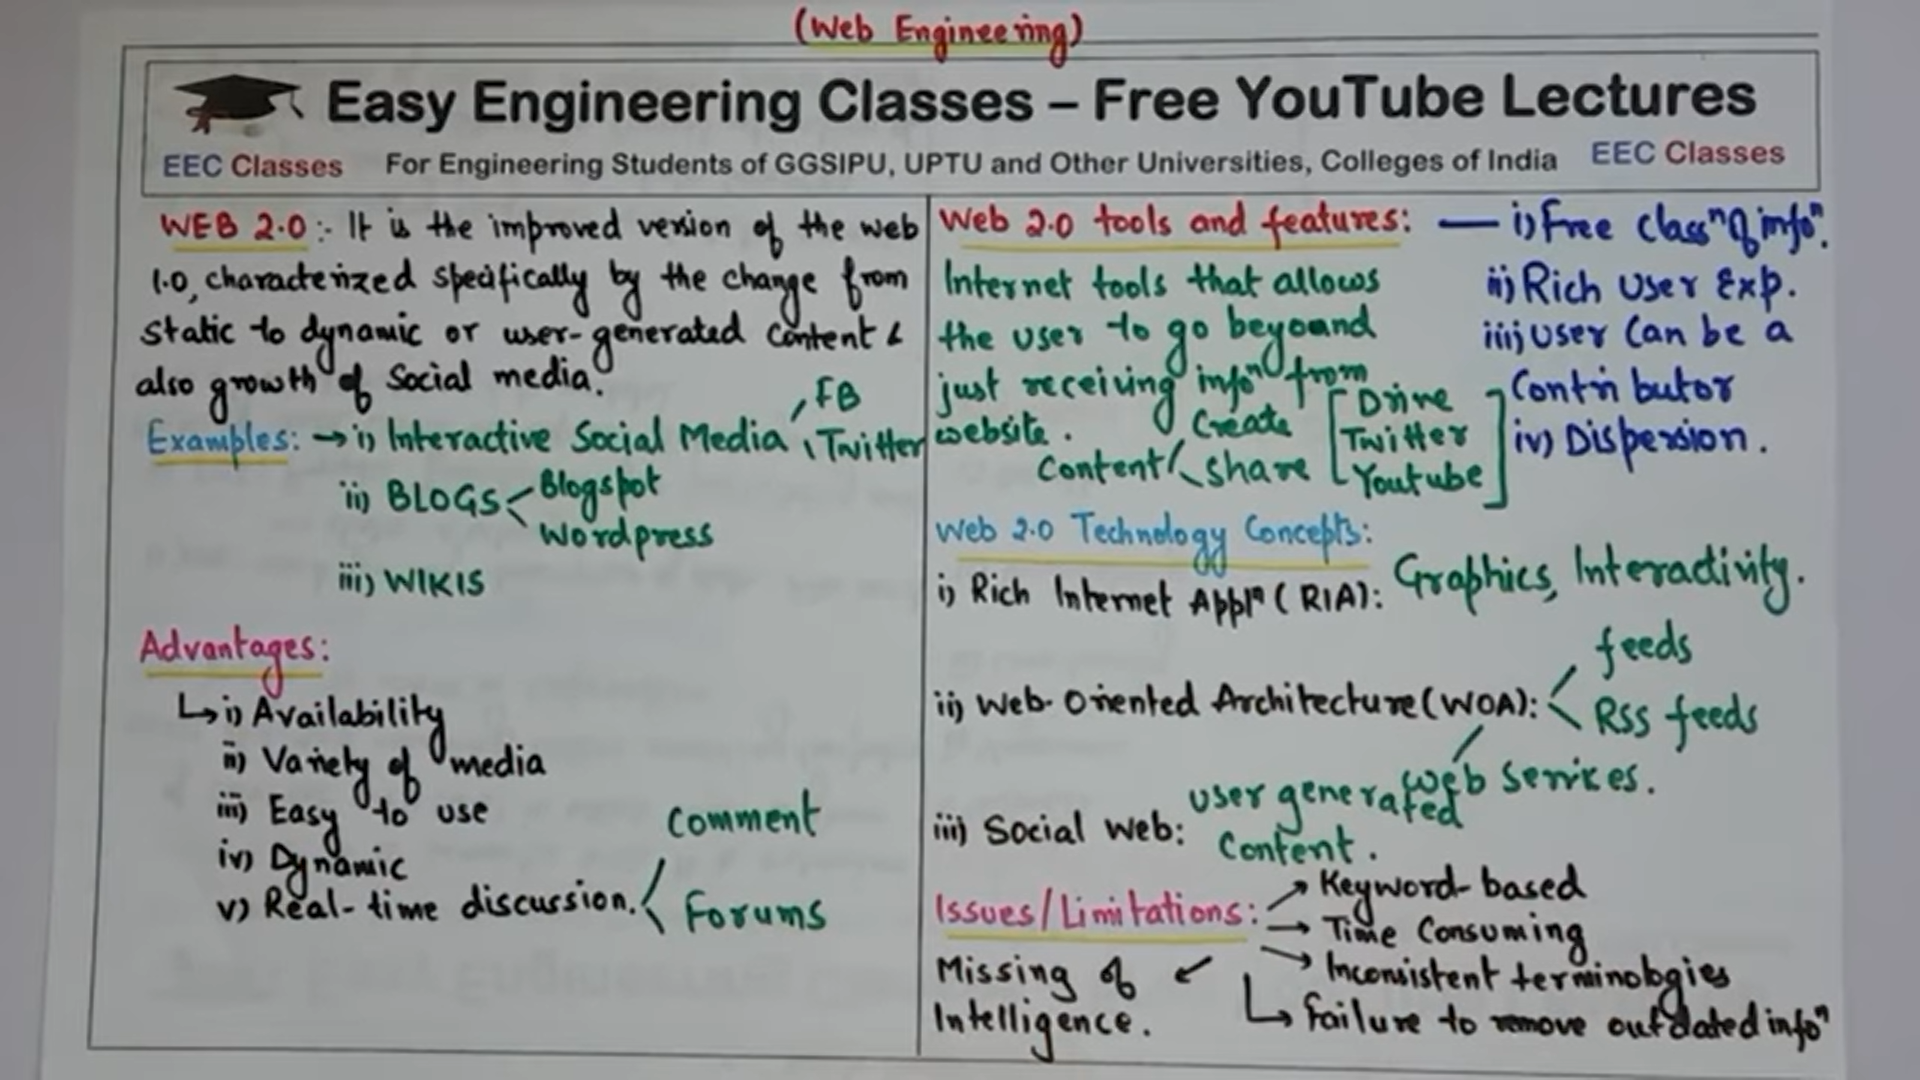 (Web Engineering)
Easy Engineering Classes – Free YouTube Lectures
EEC Classes For Engineering Students of GGSIPU, UPTU and Other Universities, Colleges of India EEC Classes
WEB 2.0 :- It is the improved version of the web
1.0, characterized specifically by the change from
static to dynamic or user-generated content &
also growth of Social media.
Examples: → i) Interactive Social Media FB
Twitter
ii) BLOGS Blogspot
Wordpress
iii) WIKIS
Advantages:
↳ i) Availability
ii) Variety of media
iii) Easy to use
iv) Dynamic
v) Real-time discussion. Comment
Forums
Web 2.0 tools and features: — i) Free classⁿ of infoⁿ.
Internet tools that allows
the user to go beyoand
just receiving infoⁿ from
website.
ii) Rich User Exp.
iii) User Can be a
Contributor
iv) Dispersion.
Content Create
Share
[Drive
Twitter
Youtube]
Web 2.0 Technology Concepts:
i) Rich Internet Applⁿ (RIA): Graphics, Interactivity.
ii) Web-Oriented Architecture (WOA): feeds
RSS feeds
web services.
iii) Social Web: user generated
Content.
Issues/Limitations: → Keyword-based
→ Time Consuming
→ Inconsistent terminologies
↳ Failure to remove outdated infoⁿ
Missing of
Intelligence.